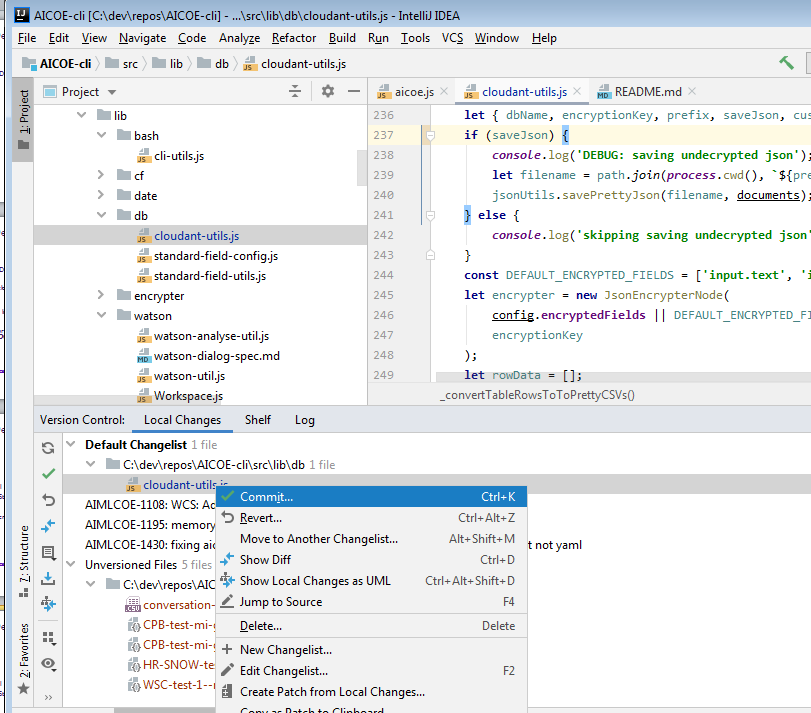 AICOE-cli [C:\dev\repos\AICOE-cli] - ...\src\lib\db\cloudant-utils.js - IntelliJ IDEA
File Edit View Navigate Code Analyze Refactor Build Run Tools VCS Window Help
AICOE-cli src lib db cloudant-utils.js
1: Project
Project
lib
bash
cli-utils.js
cf
date
db
cloudant-utils.js
standard-field-config.js
standard-field-utils.js
encrypter
watson
watson-analyse-util.js
watson-dialog-spec.md
watson-util.js
Workspace.js
aicoe.js cloudant-utils.js README.md
236 let { dbName, encryptionKey, prefix, saveJson, cus
237 if (saveJson) {
238 console.log('DEBUG: saving undecrypted json');
239 let filename = path.join(process.cwd(), `${pre
240 jsonUtils.savePrettyJson(filename, documents);
241 } else {
242 console.log('skipping saving undecrypted json'
243 }
244 const DEFAULT_ENCRYPTED_FIELDS = ['input.text', 'i
245 let encrypter = new JsonEncrypterNode(
246 config.encryptedFields || DEFAULT_ENCRYPTED_FI
247 encryptionKey
248 );
249 let rowData = [];
_convertTableRowsToToPrettyCSVs()
Version Control: Local Changes Shelf Log
Default Changelist 1 file
C:\dev\repos\AICOE-cli\src\lib\db 1 file
cloudant-utils.js
AIMLCOE-1108: WCS: Ad
AIMLCOE-1195: memory
AIMLCOE-1430: fixing aic
t not yaml
Unversioned Files 5 files
C:\dev\repos\AICO
conversation-
CPB-test-mi-g
CPB-test-mi-g
HR-SNOW-te
WSC-test-1--
7: Structure
2: Favorites
Commit... Ctrl+K
Revert... Ctrl+Alt+Z
Move to Another Changelist... Alt+Shift+M
Show Diff Ctrl+D
Show Local Changes as UML Ctrl+Alt+Shift+D
Jump to Source F4
Delete... Delete
New Changelist...
Edit Changelist... F2
Create Patch from Local Changes...
Copy as Patch to Clipboard